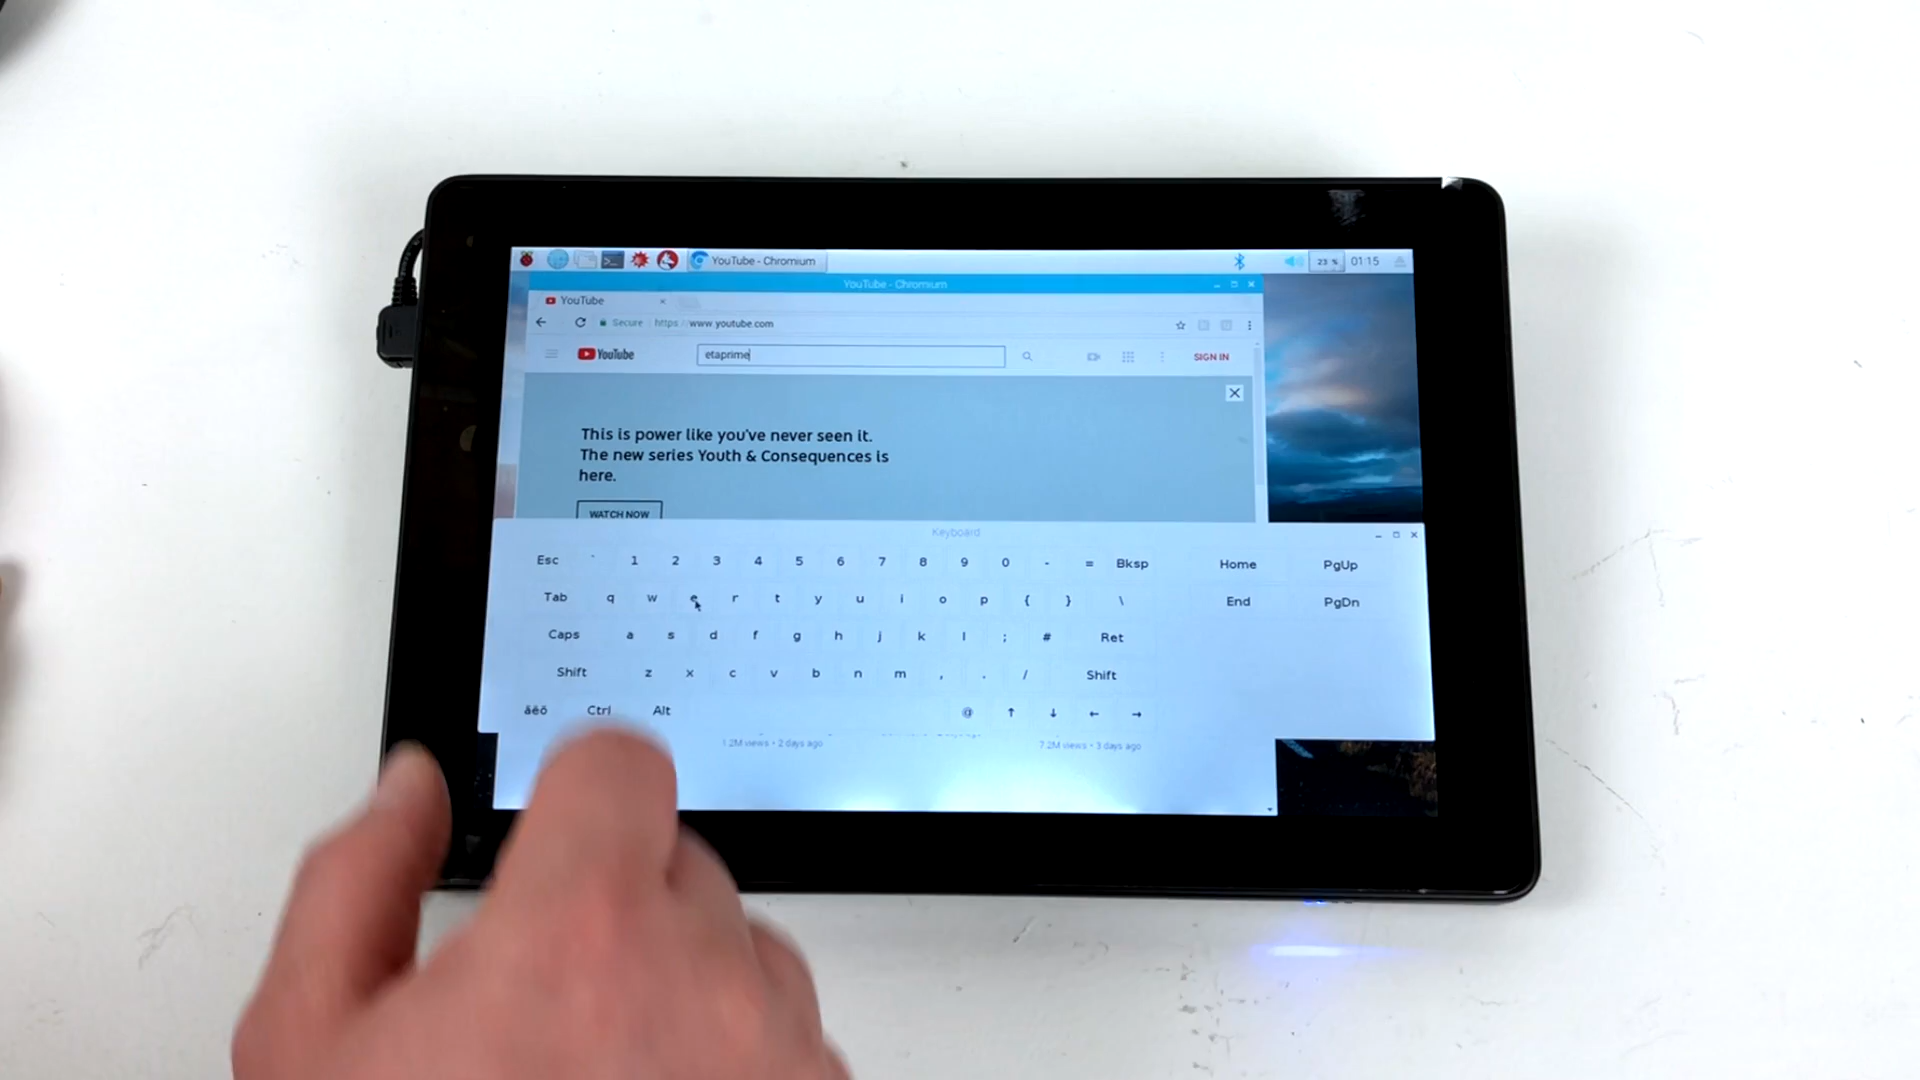 YouTube - Chromium
23 %
01:15
YouTube - Chromium
YouTube
Secure https://www.youtube.com
YouTube
etaprime
SIGN IN
This is power like you've never seen it.
The new series Youth & Consequences is
here.
WATCH NOW
Keyboard
Esc ` 1 2 3 4 5 6 7 8 9 0 - = Bksp Home PgUp
Tab q w e r t y u i o p { } \ End PgDn
Caps a s d f g h j k l ; # Ret
Shift z x c v b n m , . / Shift
äëö Ctrl Alt @ ↑ ↓ ← →
1.2M views • 2 days ago
7.2M views • 3 days ago